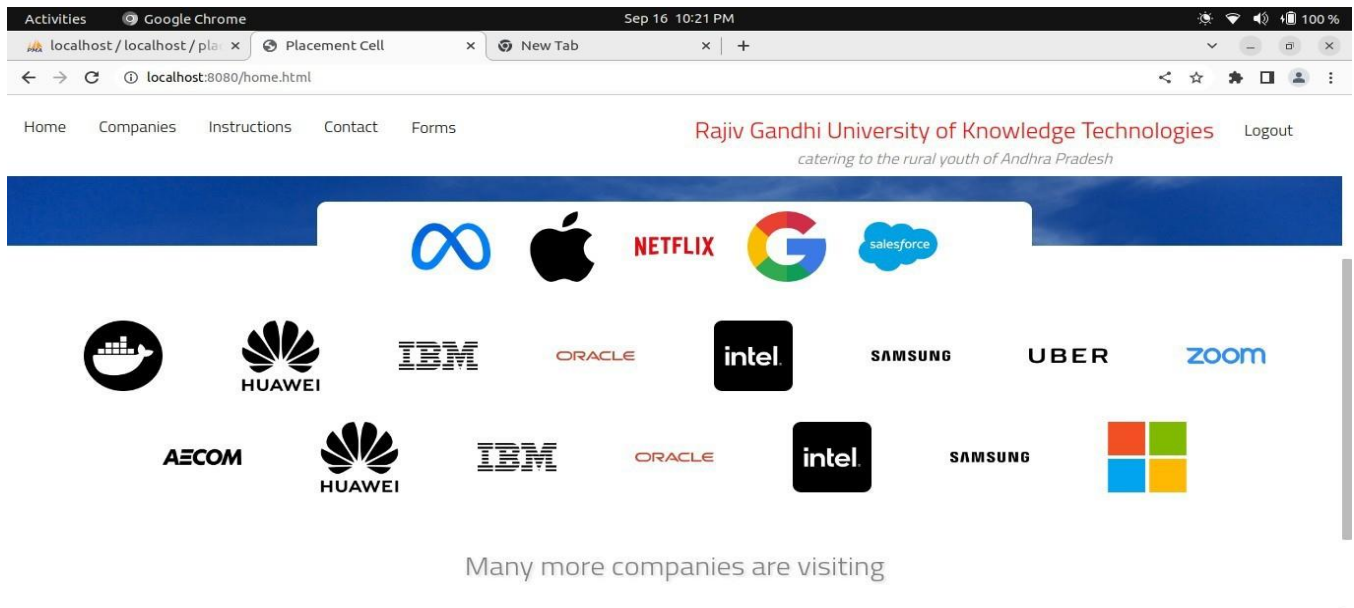 Activities Google Chrome Sep 16 10:21 PM 100 %
localhost / localhost / pla Placement Cell New Tab
localhost:8080/home.html
Home Companies Instructions Contact Forms Rajiv Gandhi University of Knowledge Technologies Logout
catering to the rural youth of Andhra Pradesh
NETFLIX salesforce
HUAWEI IBM ORACLE intel. SAMSUNG UBER zoom
AECOM HUAWEI IBM ORACLE intel. SAMSUNG
Many more companies are visiting